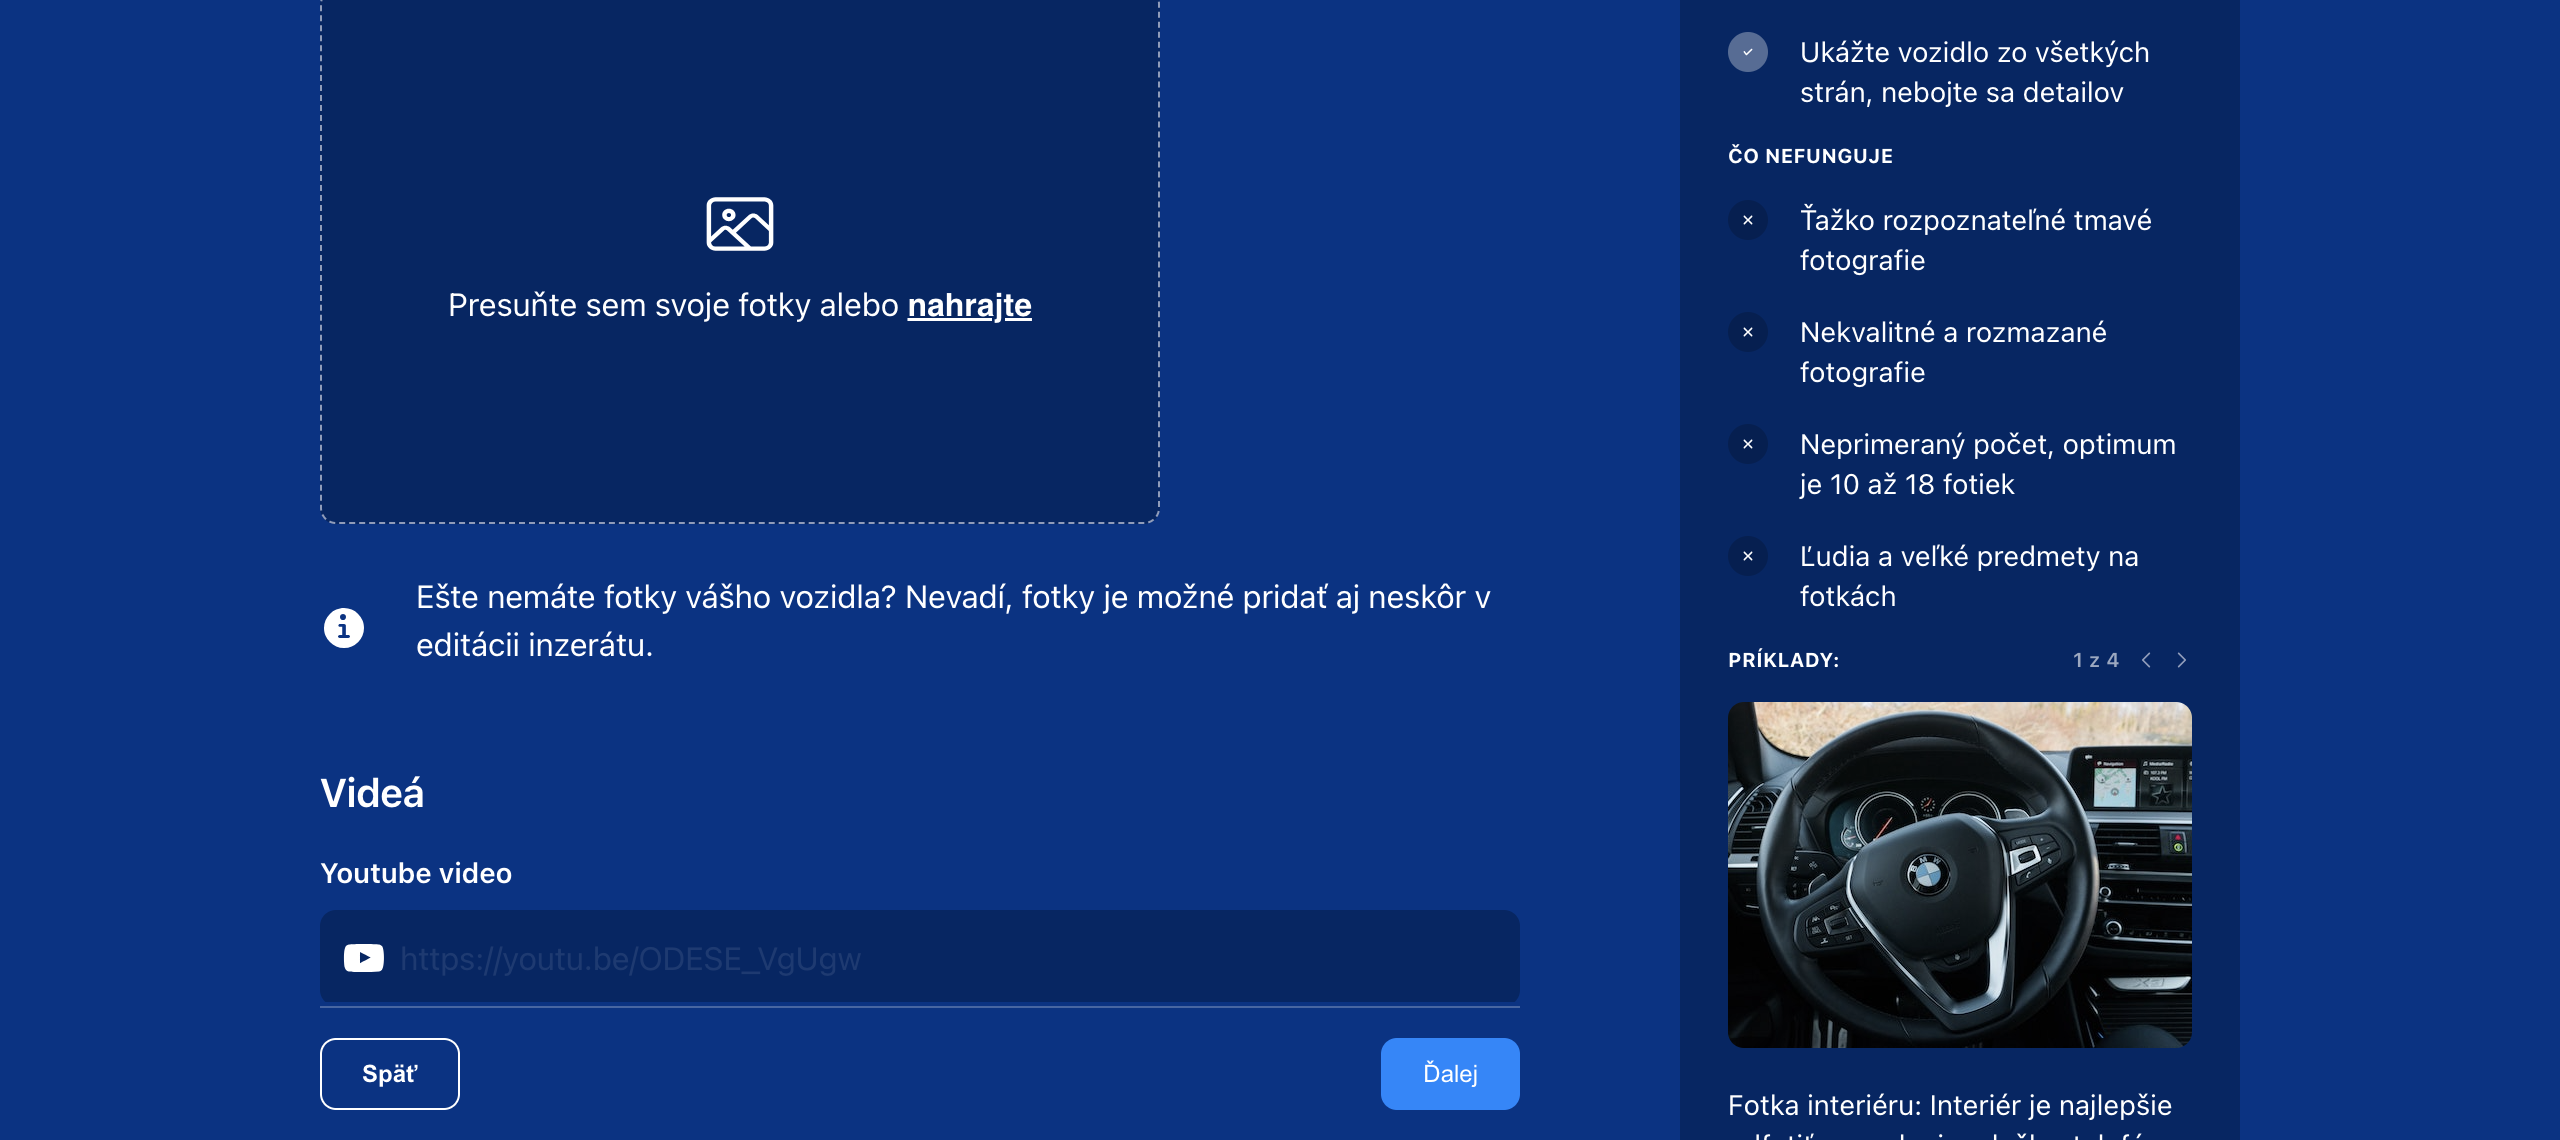 Presuňte sem svoje fotky alebo nahrajte
Ešte nemáte fotky vášho vozidla? Nevadí, fotky je možné pridať aj neskôr v
editácii inzerátu.
Videá
Youtube video
https://youtu.be/ODESE_VgUgw
Späť
Ďalej
Ukážte vozidlo zo všetkých
strán, nebojte sa detailov
ČO NEFUNGUJE
Ťažko rozpoznateľné tmavé
fotografie
Nekvalitné a rozmazané
fotografie
Neprimeraný počet, optimum
je 10 až 18 fotiek
Ľudia a veľké predmety na
fotkách
PRÍKLADY:
1 z 4
BMW
Fotka interiéru: Interiér je najlepšie